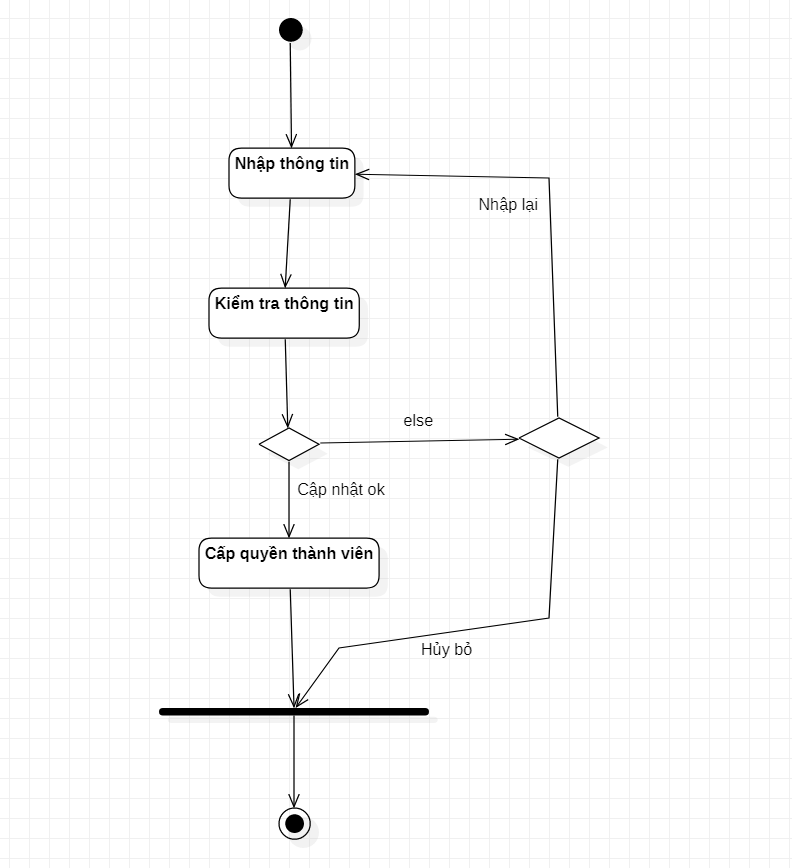 Nhập thông tin
Nhập lại
Kiểm tra thông tin
else
Cập nhật ok
Cấp quyền thành viên
Hủy bỏ